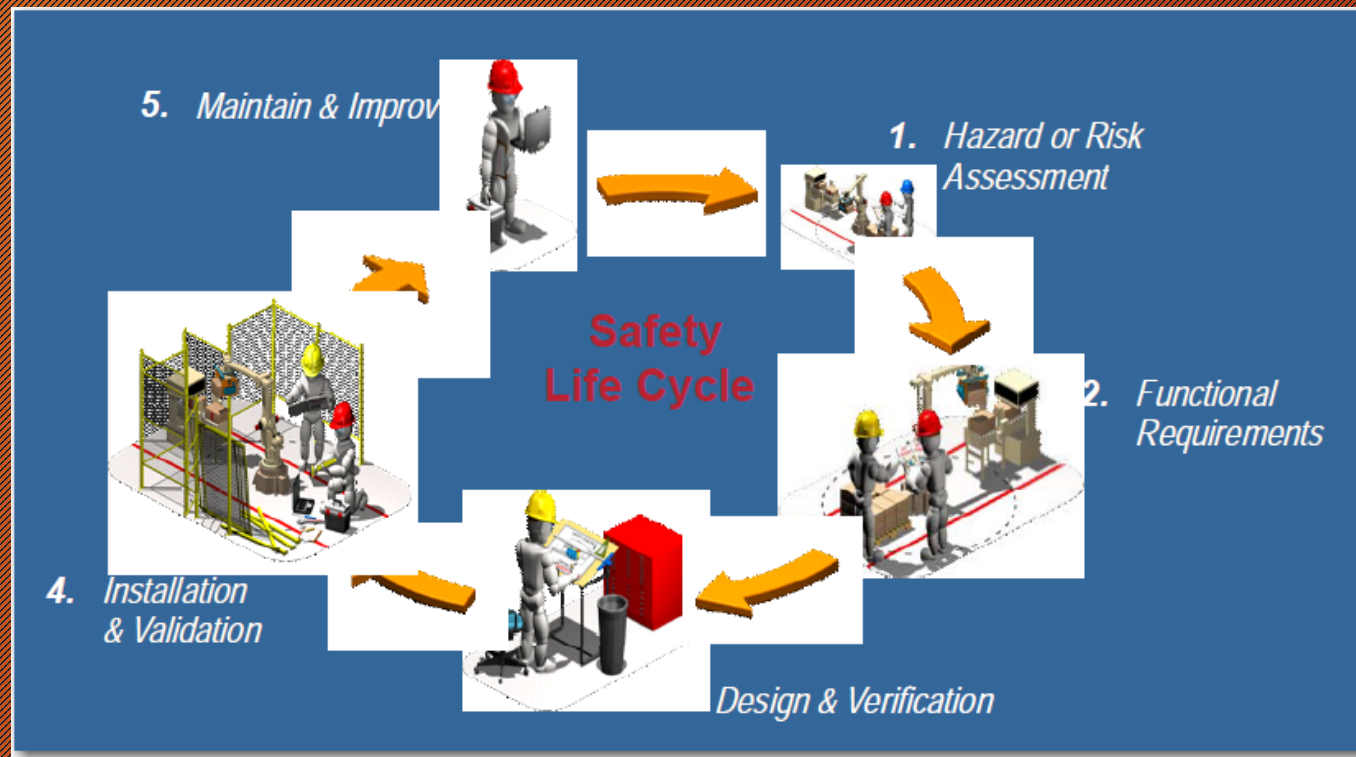 5. Maintain & Improv
1. Hazard or Risk
Assessment
Safety
Life Cycle
2. Functional
Requirements
4. Installation
& Validation
Design & Verification